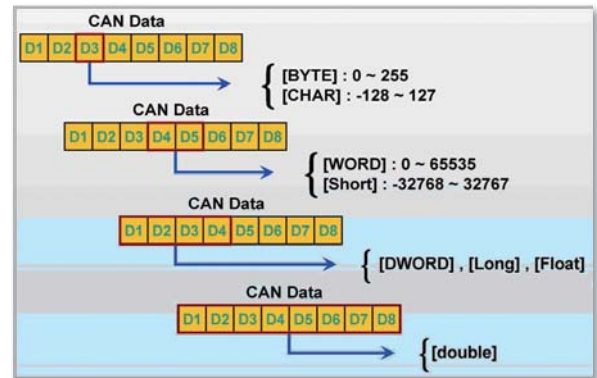 CAN Data
D1 D2 D3 D4 D5 D6 D7 D8
[BYTE] : 0 ~ 255
[CHAR] : -128 ~ 127
CAN Data
D1 D2 D3 D4 D5 D6 D7 D8
[WORD] : 0 ~ 65535
[Short] : -32768 ~ 32767
CAN Data
D1 D2 D3 D4 D5 D6 D7 D8
[DWORD] , [Long] , [Float]
CAN Data
D1 D2 D3 D4 D5 D6 D7 D8
[double]